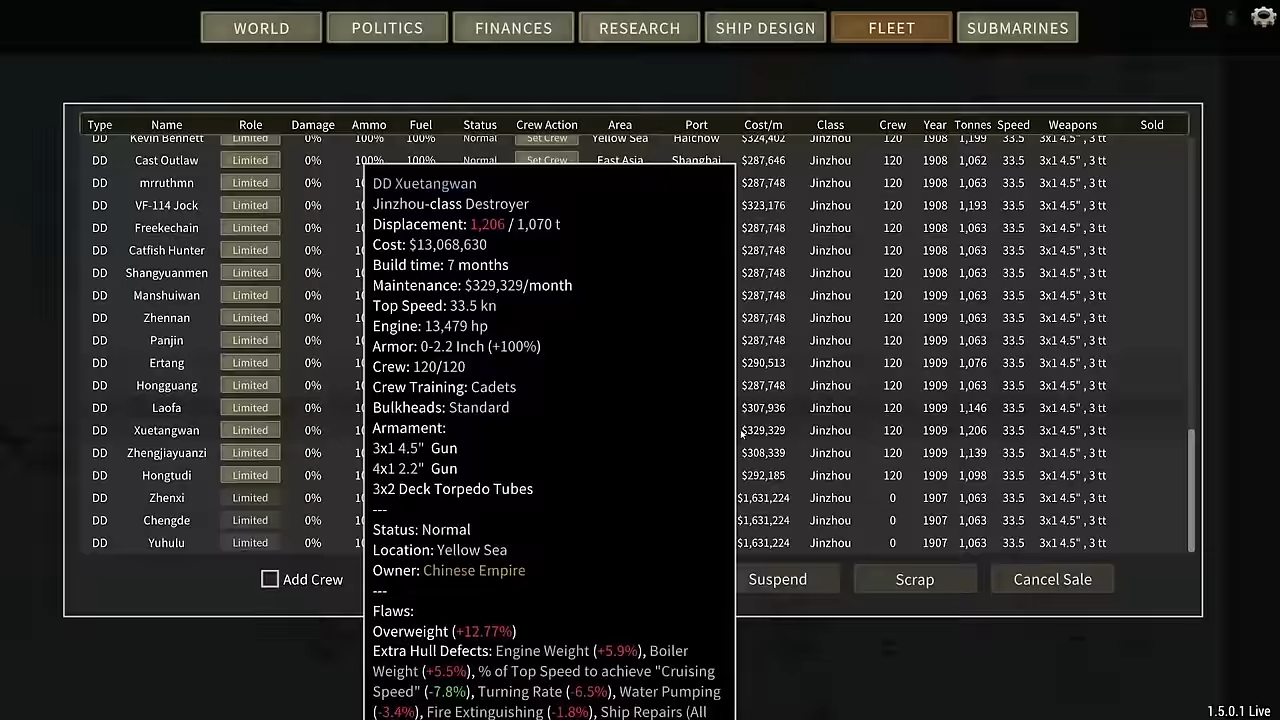 WORLD POLITICS FINANCES RESEARCH SHIP DESIGN FLEET SUBMARINES
Type Name Role Damage Ammo Fuel Status Crew Action Area Port Cost/m Class Crew Year Tonnes Speed Weapons Sold
DD Kevin Bennett Limited 0% 100% 100% Normal Set Crew Yellow Sea Haichow $324,402 Jinzhou 120 1908 1,199 33.5 3x1 4.5" , 3 tt
DD Cast Outlaw Limited 0% 100% 100% Normal Set Crew East Asia Shanghai $287,646 Jinzhou 120 1908 1,062 33.5 3x1 4.5" , 3 tt
DD mrruthmn Limited 0% 10 $287,748 Jinzhou 120 1908 1,063 33.5 3x1 4.5" , 3 tt
DD VF-114 Jock Limited 0% 10 $323,176 Jinzhou 120 1908 1,193 33.5 3x1 4.5" , 3 tt
DD Freekechain Limited 0% 10 $287,748 Jinzhou 120 1908 1,063 33.5 3x1 4.5" , 3 tt
DD Catfish Hunter Limited 0% 10 $287,748 Jinzhou 120 1908 1,063 33.5 3x1 4.5" , 3 tt
DD Shangyuanmen Limited 0% 10 $287,748 Jinzhou 120 1908 1,063 33.5 3x1 4.5" , 3 tt
DD Manshuiwan Limited 0% 10 $287,748 Jinzhou 120 1909 1,063 33.5 3x1 4.5" , 3 tt
DD Zhennan Limited 0% 10 $287,748 Jinzhou 120 1909 1,063 33.5 3x1 4.5" , 3 tt
DD Panjin Limited 0% 10 $287,748 Jinzhou 120 1909 1,063 33.5 3x1 4.5" , 3 tt
DD Ertang Limited 0% 10 $290,513 Jinzhou 120 1909 1,076 33.5 3x1 4.5" , 3 tt
DD Hongguang Limited 0% 10 $287,748 Jinzhou 120 1909 1,063 33.5 3x1 4.5" , 3 tt
DD Laofa Limited 0% 10 $307,936 Jinzhou 120 1909 1,146 33.5 3x1 4.5" , 3 tt
DD Xuetangwan Limited 0% 10 $329,329 Jinzhou 120 1909 1,206 33.5 3x1 4.5" , 3 tt
DD Zhengjiayuanzi Limited 0% 10 $308,339 Jinzhou 120 1909 1,139 33.5 3x1 4.5" , 3 tt
DD Hongtudi Limited 0% 10 $292,185 Jinzhou 120 1909 1,098 33.5 3x1 4.5" , 3 tt
DD Zhenxi Limited 0% 10 $1,631,224 Jinzhou 0 1907 1,063 33.5 3x1 4.5" , 3 tt
DD Chengde Limited 0% 10 $1,631,224 Jinzhou 0 1907 1,063 33.5 3x1 4.5" , 3 tt
DD Yuhulu Limited 0% 10 $1,631,224 Jinzhou 0 1907 1,063 33.5 3x1 4.5" , 3 tt
Add Crew Suspend Scrap Cancel Sale
DD Xuetangwan
Jinzhou-class Destroyer
Displacement: 1,206 / 1,070 t
Cost: $13,068,630
Build time: 7 months
Maintenance: $329,329/month
Top Speed: 33.5 kn
Engine: 13,479 hp
Armor: 0-2.2 Inch (+100%)
Crew: 120/120
Crew Training: Cadets
Bulkheads: Standard
Armament:
3x1 4.5" Gun
4x1 2.2" Gun
3x2 Deck Torpedo Tubes
---
Status: Normal
Location: Yellow Sea
Owner: Chinese Empire
---
Flaws:
Overweight (+12.77%)
Extra Hull Defects: Engine Weight (+5.9%), Boiler
Weight (+5.5%), % of Top Speed to achieve "Cruising
Speed" (-7.8%), Turning Rate (-6.5%), Water Pumping
(-3.4%), Fire Extinguishing (-1.8%), Ship Repairs (All
1.5.0.1 Live